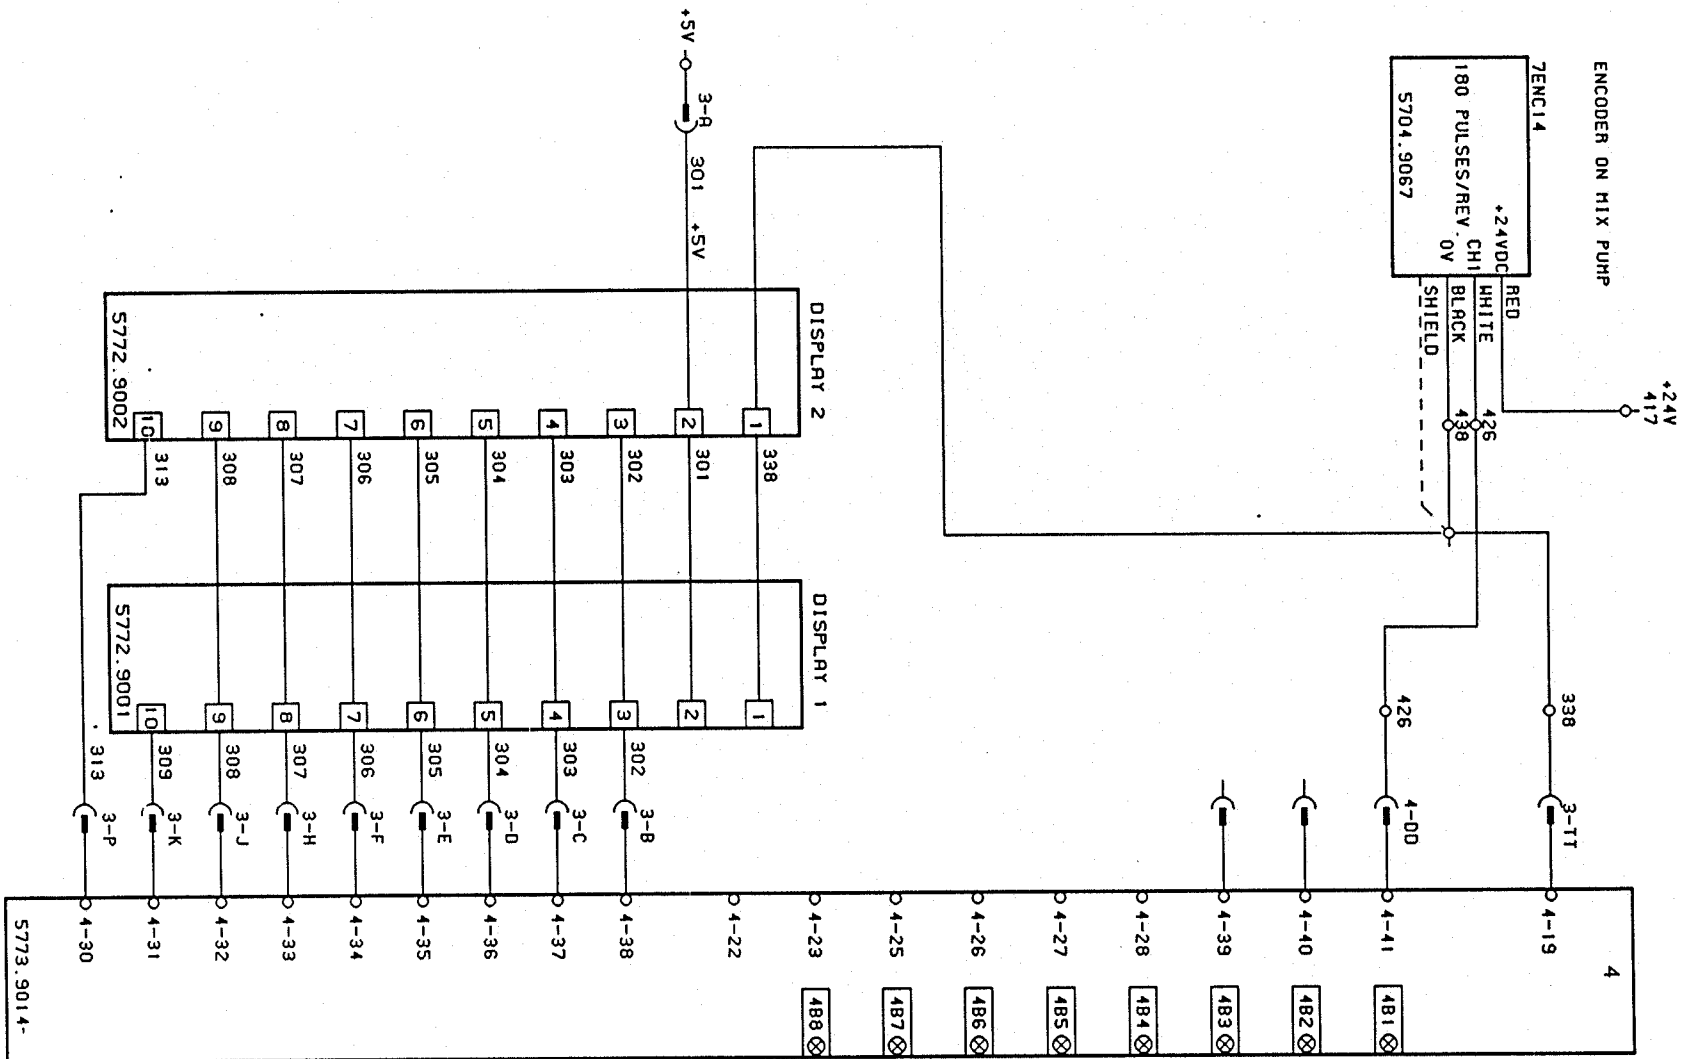 ENCODER ON MIX PUMP
7ENC14
180 PULSES/REV.
5704.9067
+24VDC
CH1
0V
RED
WHITE
BLACK
SHIELD
+24V
417
426
438
338
426
3-TT
4-DD
+5V
3-A
301
+5V
DISPLAY 2
5772.9002
1
2
3
4
5
6
7
8
9
10
338
301
302
303
304
305
306
307
308
313
DISPLAY 1
5772.9001
1
2
3
4
5
6
7
8
9
10
302
303
304
305
306
307
308
309
313
3-B
3-C
3-D
3-E
3-F
3-H
3-J
3-K
3-P
4
4-19
4-41
4-40
4-39
4-28
4-27
4-26
4-25
4-23
4-22
4-38
4-37
4-36
4-35
4-34
4-33
4-32
4-31
4-30
4B1
4B2
4B3
4B4
4B5
4B6
4B7
4B8
5773.9014-